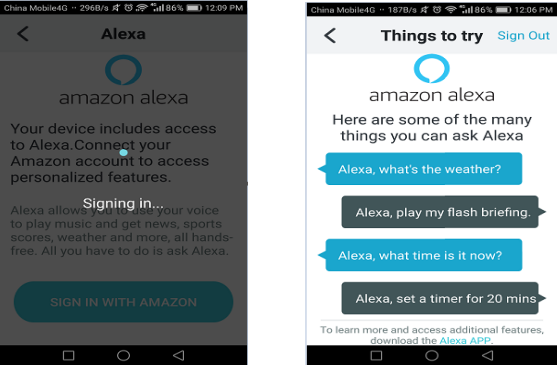 China Mobile4G ·· 296B/s 4G 86% 12:09 PM
Alexa
amazon alexa
Your device includes access
to Alexa.Connect your
Amazon account to access
personalized features.
Signing in...
Alexa allows you to use your voice
to play music and get news, sports
scores, weather and more, all hands-
free. All you have to do is ask Alexa.
SIGN IN WITH AMAZON
China Mobile4G ·· 187B/s 4G 86% 12:06 PM
Things to try
Sign Out
amazon alexa
Here are some of the many
things you can ask Alexa
Alexa, what's the weather?
Alexa, play my flash briefing.
Alexa, what time is it now?
Alexa, set a timer for 20 mins
To learn more and access additional features,
download the Alexa APP.